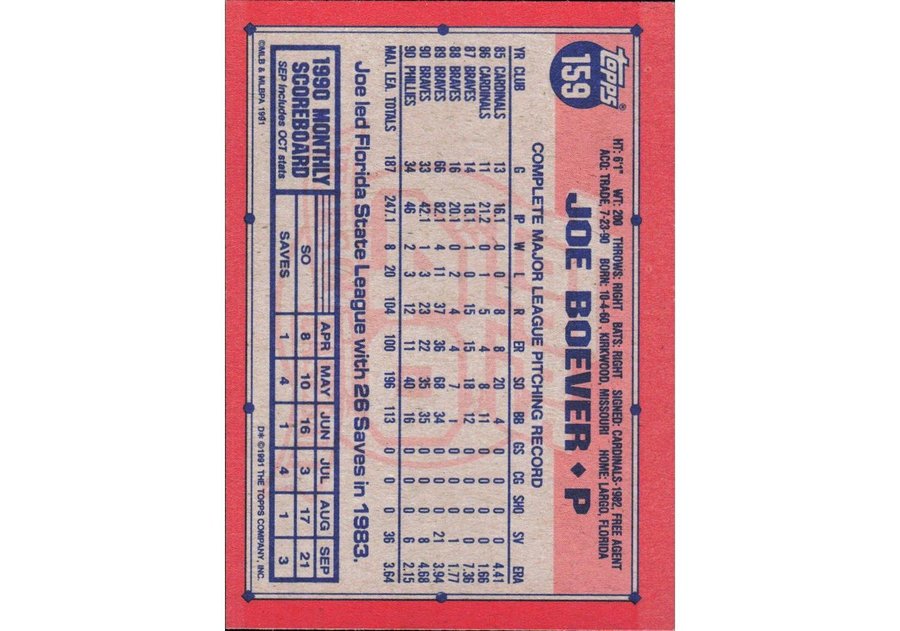 topps®
159
HT: 6'1" WT: 200 THROWS: RIGHT BATS: RIGHT SIGNED: CARDINALS-1982, FREE AGENT
ACQ: TRADE, 7-23-90 BORN: 10-4-60, KIRKWOOD, MISSOURI HOME: LARGO, FLORIDA
JOE BOEVER ♦ P
COMPLETE MAJOR LEAGUE PITCHING RECORD
YR CLUB G IP W L R ER SO BB GS CG SHO SV ERA
85 CARDINALS 13 16.1 0 0 8 8 20 4 0 0 0 0 4.41
86 CARDINALS 11 21.2 0 1 5 4 8 11 0 0 0 0 1.66
87 BRAVES 14 18.1 1 0 15 15 18 12 0 0 0 0 7.36
88 BRAVES 16 20.1 0 2 4 4 7 1 0 0 0 1 1.77
89 BRAVES 66 82.1 4 11 37 36 68 34 0 0 0 21 3.94
90 BRAVES 33 42.1 1 3 23 22 35 35 0 0 0 8 4.68
90 PHILLIES 34 46 2 3 12 11 40 16 0 0 0 6 2.15
MAJ. LEA. TOTALS 187 247.1 8 20 104 100 196 113 0 0 0 36 3.64
Joe led Florida State League with 26 Saves in 1983.
1990 MONTHLY
SCOREBOARD
SEP includes OCT stats
APR MAY JUN JUL AUG SEP
SO 8 10 16 3 17 21
SAVES 1 4 1 4 1 3
©MLB & MLBPA 1991
D* ©1991 THE TOPPS COMPANY, INC.